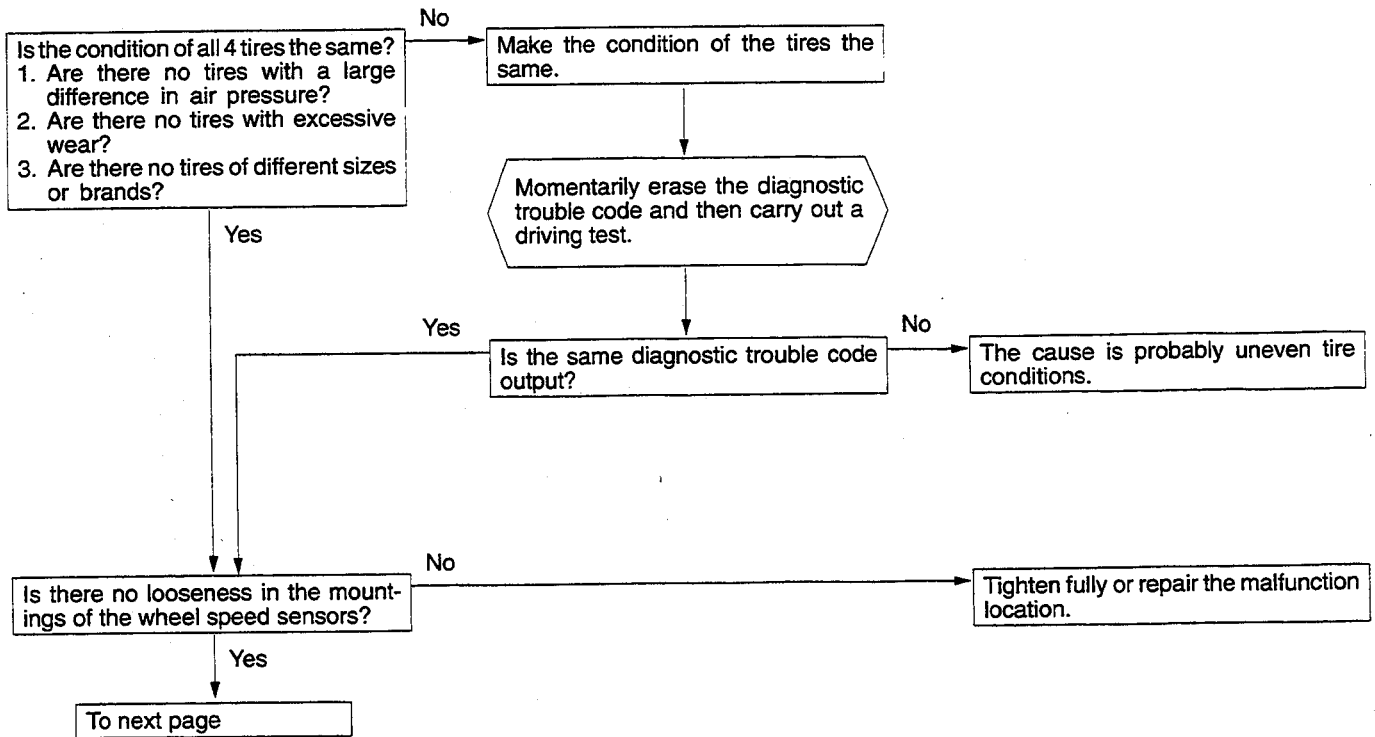 Is the condition of all 4 tires the same?
1. Are there no tires with a large
difference in air pressure?
2. Are there no tires with excessive
wear?
3. Are there no tires of different sizes
or brands?
No
Make the condition of the tires the
same.
Momentarily erase the diagnostic
trouble code and then carry out a
driving test.
Yes
Yes
Is the same diagnostic trouble code
output?
No
The cause is probably uneven tire
conditions.
Is there no looseness in the mount-
ings of the wheel speed sensors?
No
Tighten fully or repair the malfunction
location.
Yes
To next page